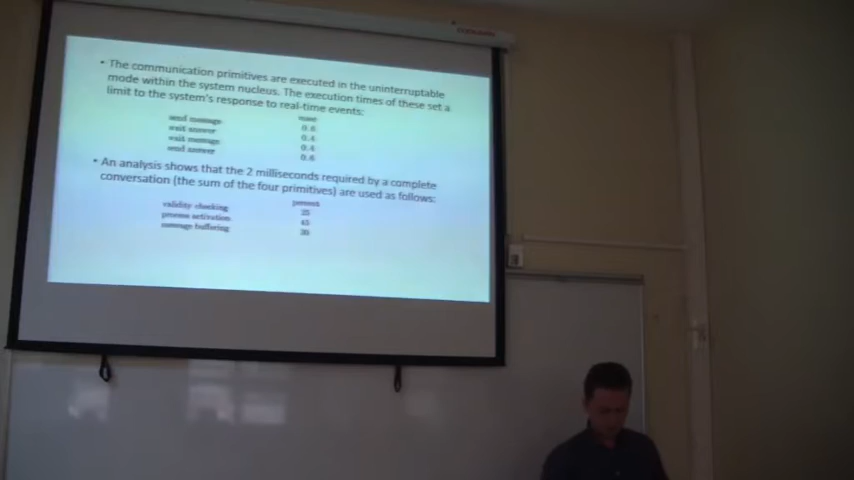 • The communication primitives are executed in the uninterruptable
mode within the system nucleus. The execution times of these set a
limit to the system's response to real-time events:
msec
send message 0.6
wait answer 0.4
wait message 0.4
send answer 0.6
• An analysis shows that the 2 milliseconds required by a complete
conversation (the sum of the four primitives) are used as follows:
percent
validity checking 25
process activation 45
message buffering 30